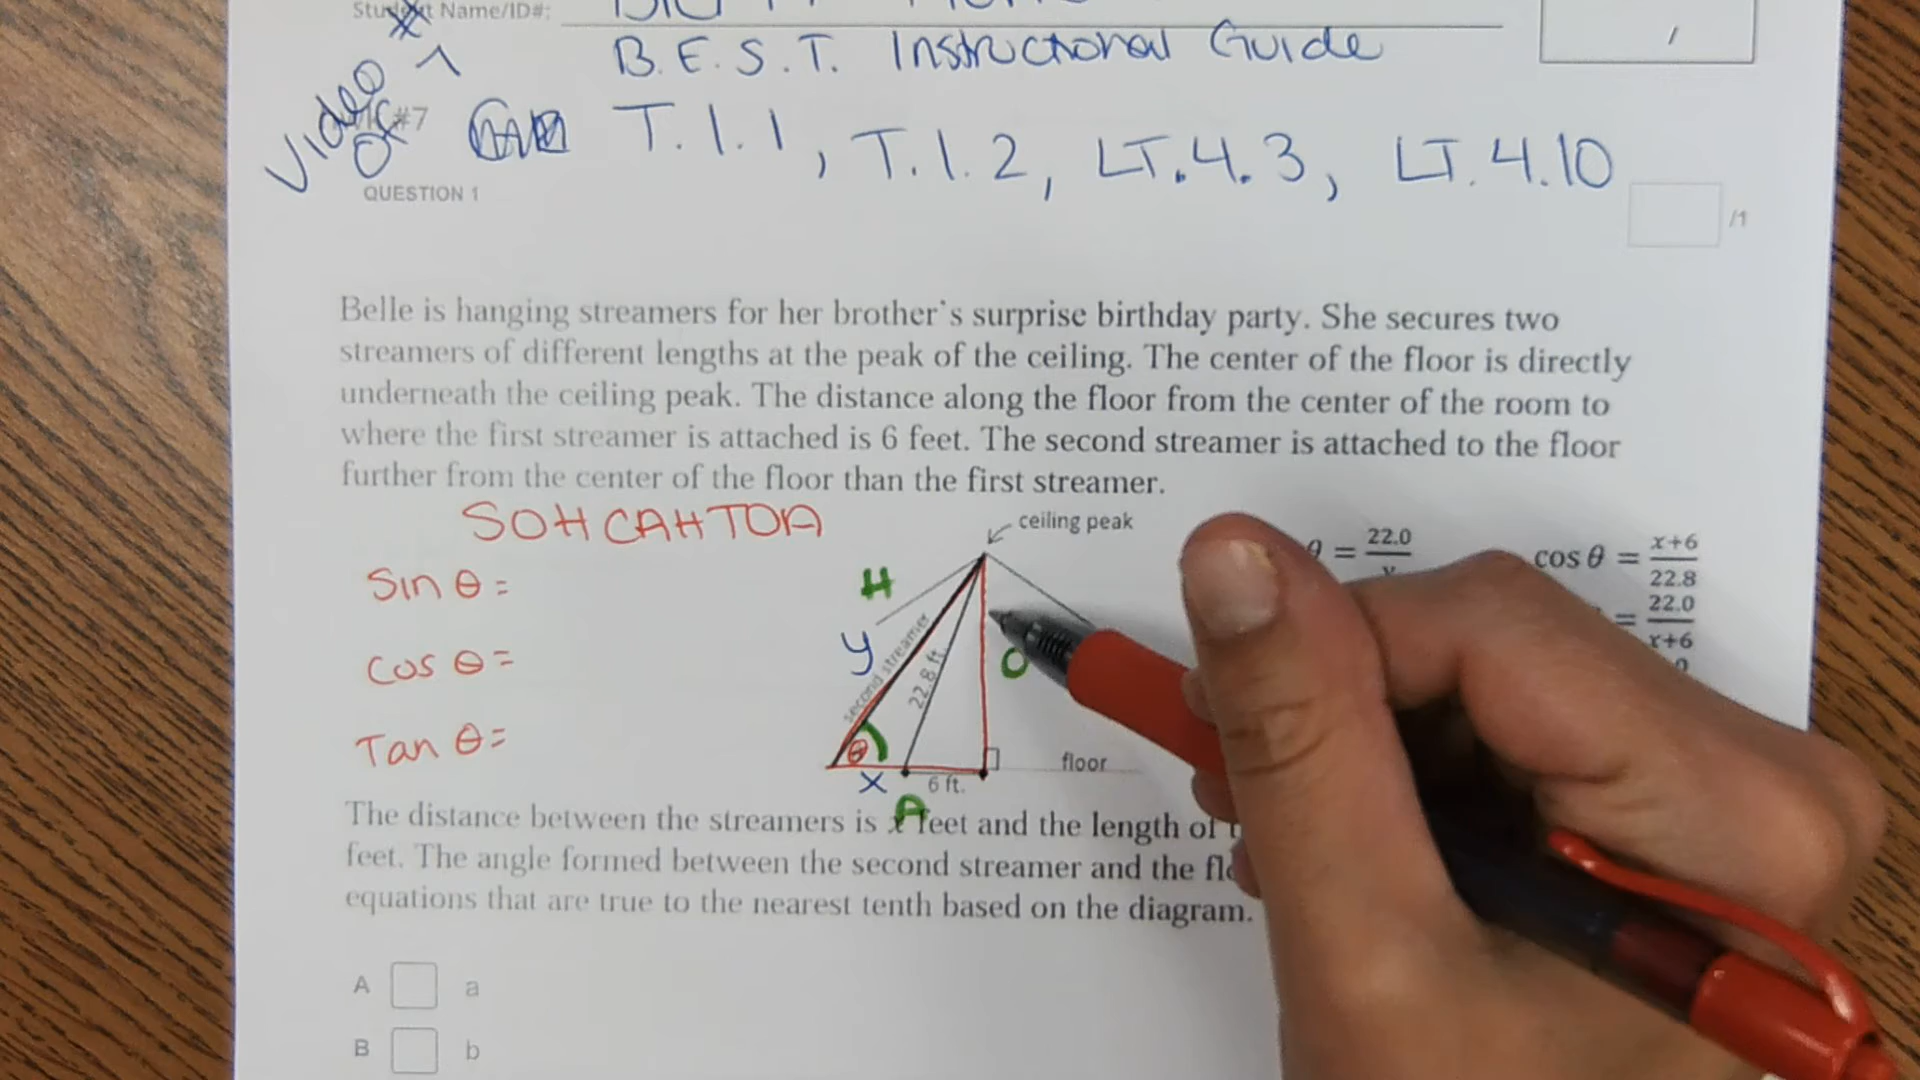 Student Name/ID#:
B.E.S.T. Instructional Guide
/
Video of
#7
T.1.1, T.1.2, LT.4.3, LT.4.10
QUESTION 1
/1
Belle is hanging streamers for her brother's surprise birthday party. She secures two
streamers of different lengths at the peak of the ceiling. The center of the floor is directly
underneath the ceiling peak. The distance along the floor from the center of the room to
where the first streamer is attached is 6 feet. The second streamer is attached to the floor
further from the center of the floor than the first streamer.
SOHCAHTOA
ceiling peak
θ = 22.0/y
cos θ = x+6/22.8
= 22.0/x+6
H
Sin θ =
y
second streamer
22.8 ft.
O
Cos θ =
Tan θ =
θ
floor
x
6 ft.
A
The distance between the streamers is x feet and the length of
feet. The angle formed between the second streamer and the
equations that are true to the nearest tenth based on the diagram.
A a
B b